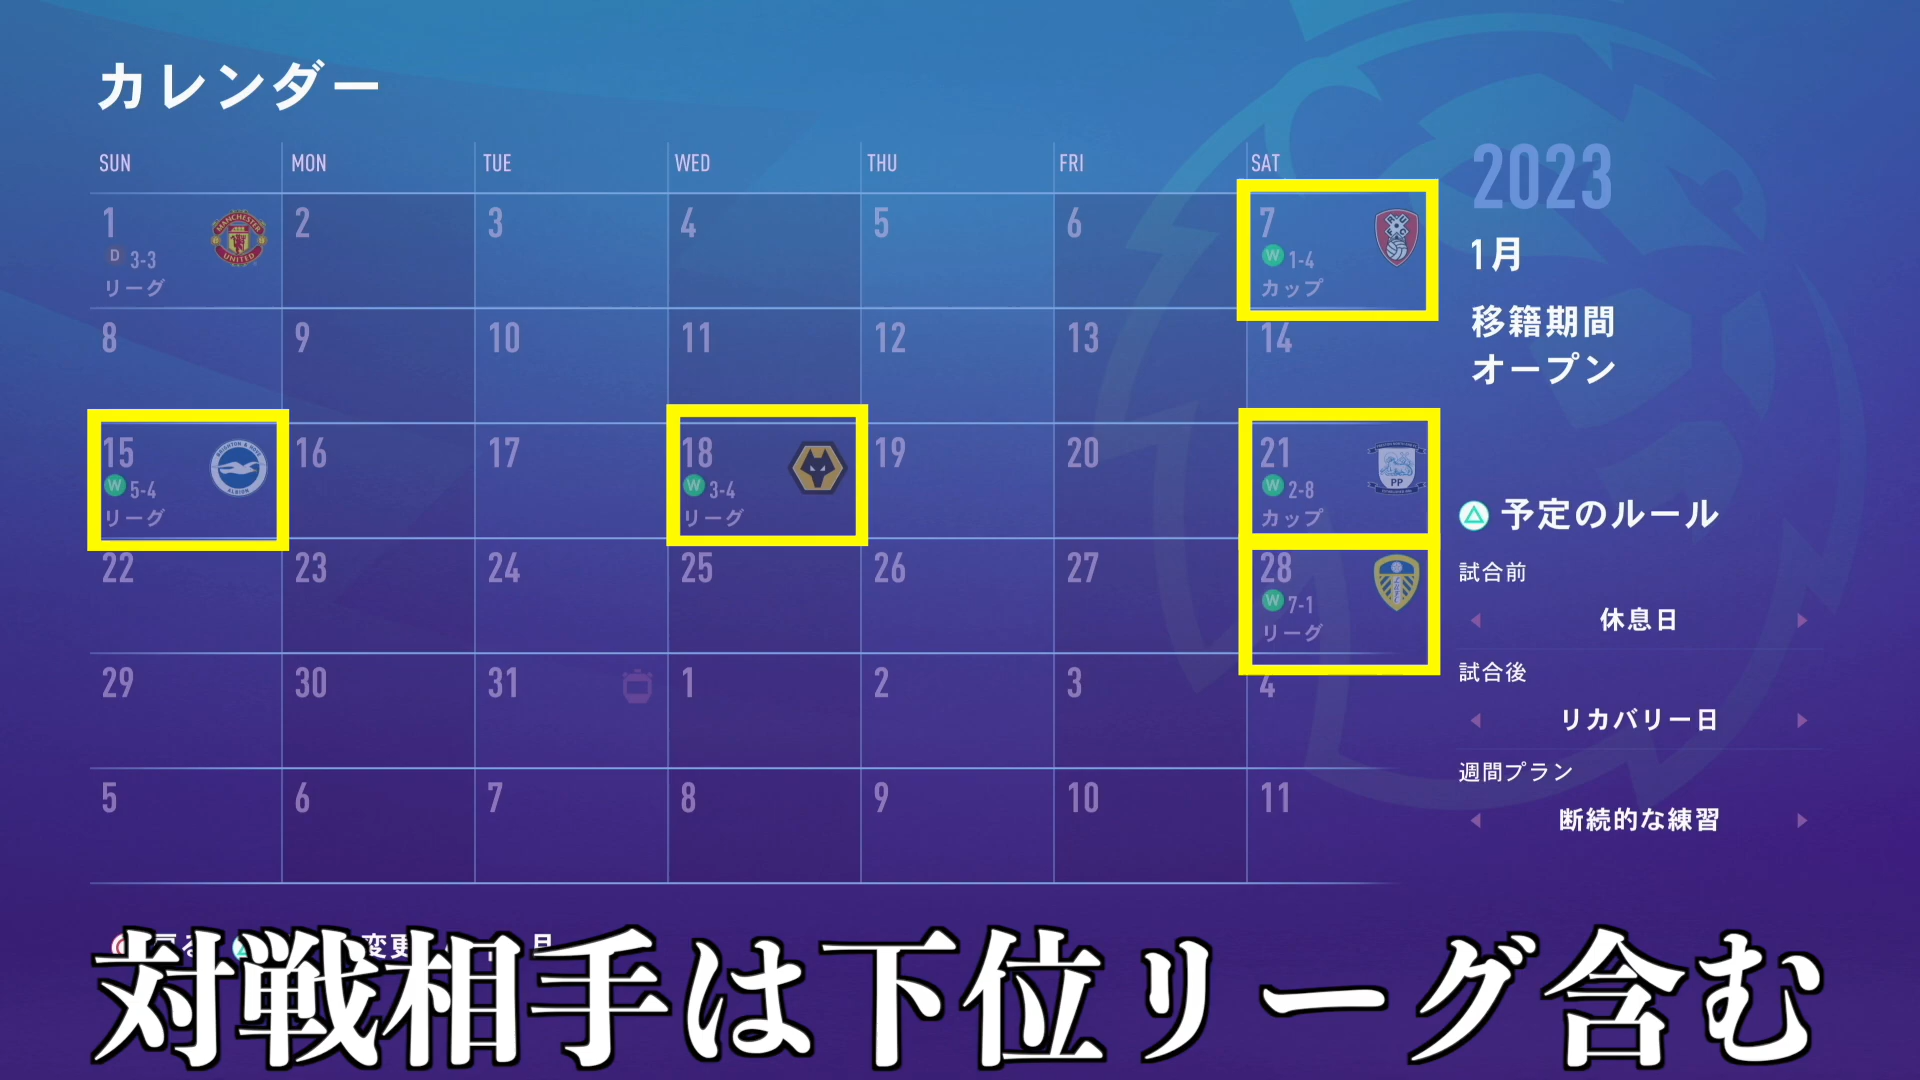 カレンダー
SUN MON TUE WED THU FRI SAT
2023
1月
移籍期間
オープン
1 2 3 4 5 6 7
MANCHESTER UNITED
D 3-3
リーグ
W 1-4
カップ
8 9 10 11 12 13 14
15 16 17 18 19 20 21
W 5-4
リーグ
W 3-4
リーグ
PP
W 2-8
カップ
22 23 24 25 26 27 28
W 7-1
リーグ
29 30 31 1 2 3 4
5 6 7 8 9 10 11
予定のルール
試合前
休息日
試合後
リカバリー日
週間プラン
断続的な練習
変更
月
対戦相手は下位リーグ含む